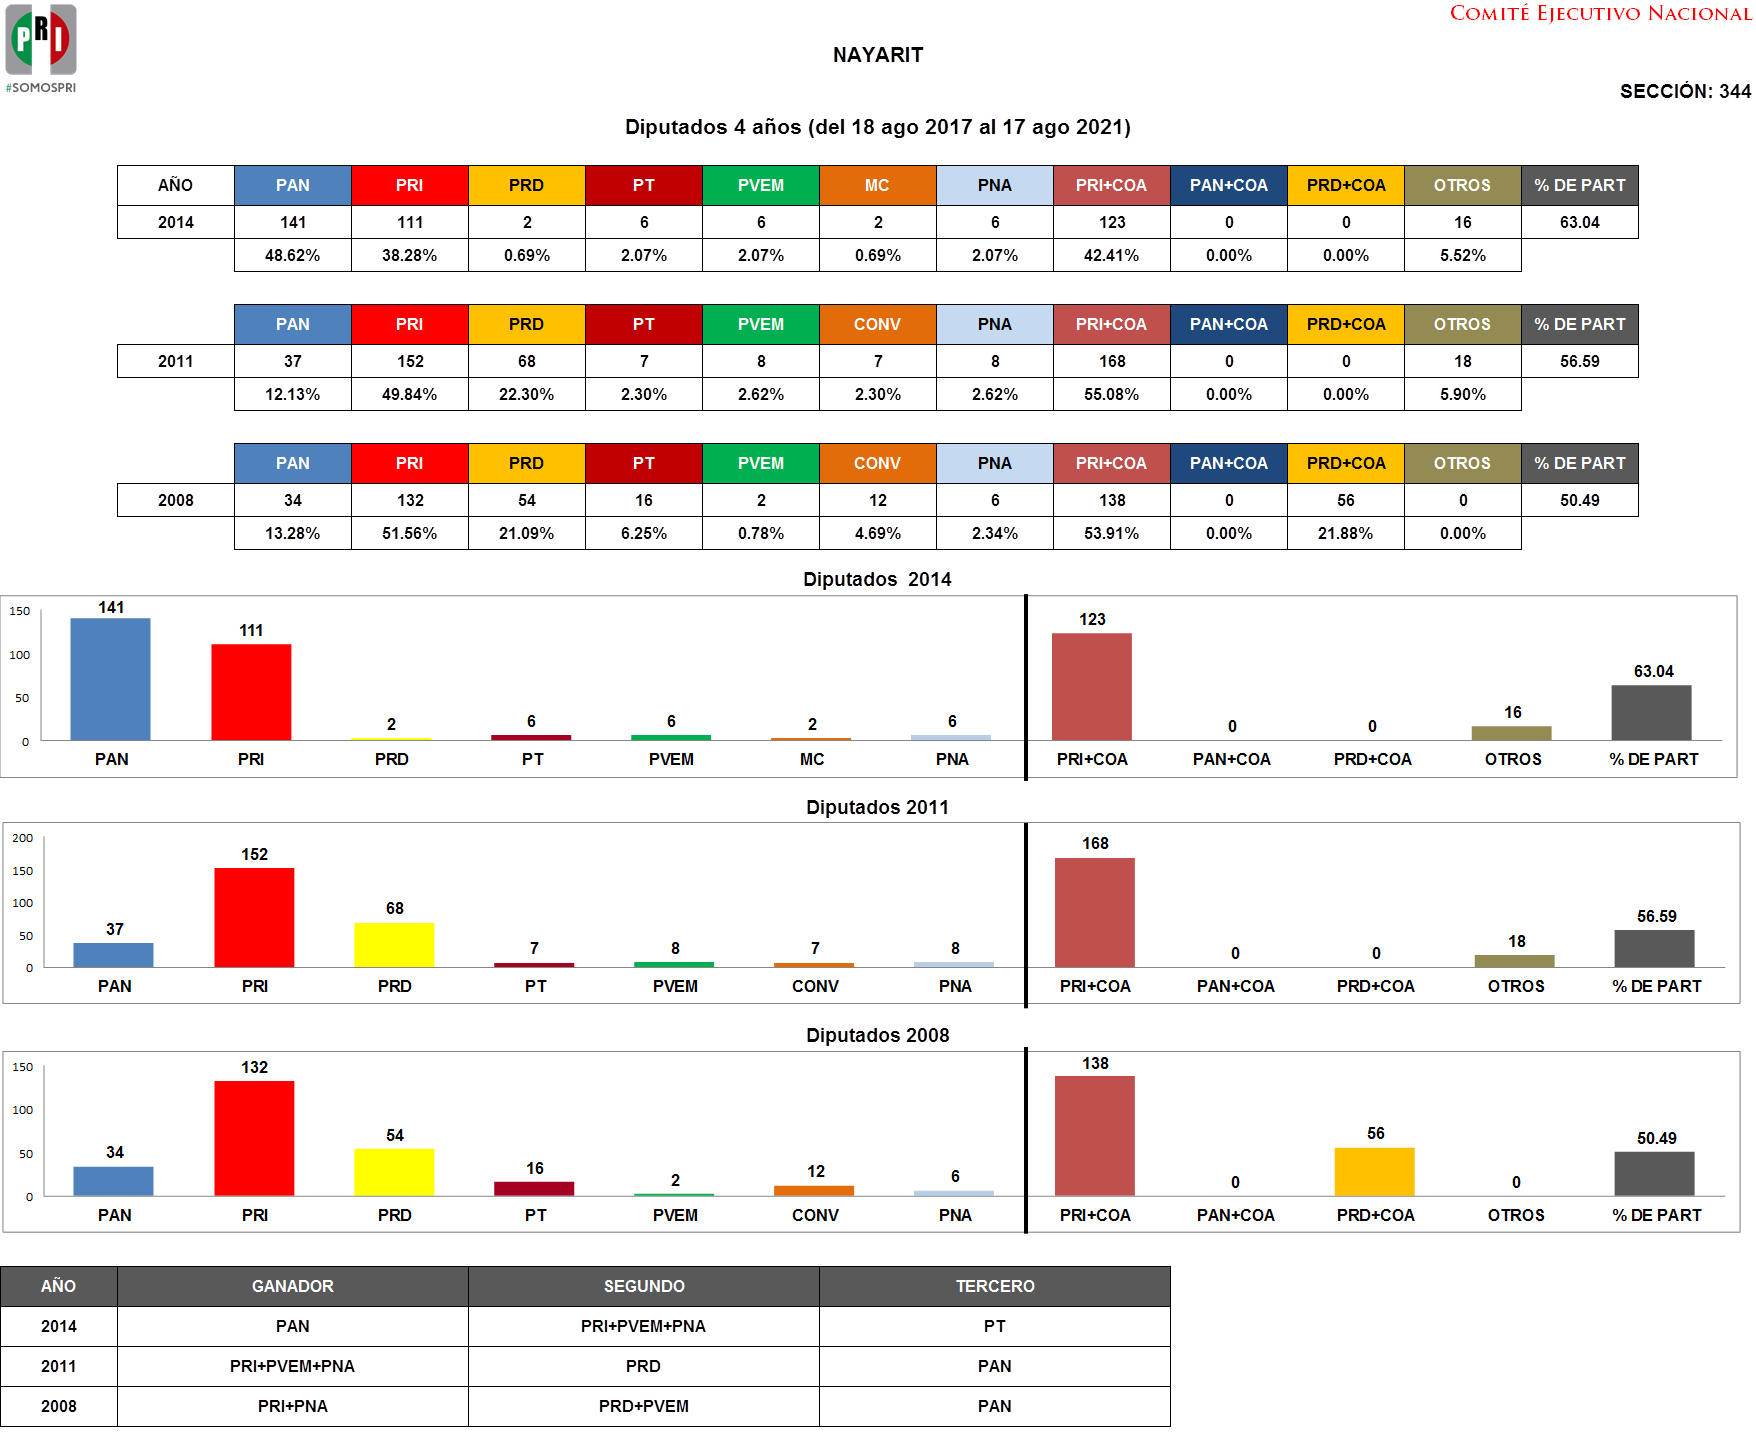 PRI
#SOMOSPRI
COMITÉ EJECUTIVO NACIONAL
NAYARIT
SECCIÓN: 344
Diputados 4 años (del 18 ago 2017 al 17 ago 2021)
AÑO PAN PRI PRD PT PVEM MC PNA PRI+COA PAN+COA PRD+COA OTROS % DE PART
2014 141 111 2 6 6 2 6 123 0 0 16 63.04
48.62% 38.28% 0.69% 2.07% 2.07% 0.69% 2.07% 42.41% 0.00% 0.00% 5.52%
PAN PRI PRD PT PVEM CONV PNA PRI+COA PAN+COA PRD+COA OTROS % DE PART
2011 37 152 68 7 8 7 8 168 0 0 18 56.59
12.13% 49.84% 22.30% 2.30% 2.62% 2.30% 2.62% 55.08% 0.00% 0.00% 5.90%
PAN PRI PRD PT PVEM CONV PNA PRI+COA PAN+COA PRD+COA OTROS % DE PART
2008 34 132 54 16 2 12 6 138 0 56 0 50.49
13.28% 51.56% 21.09% 6.25% 0.78% 4.69% 2.34% 53.91% 0.00% 21.88% 0.00%
Diputados 2014
150
100
50
0
141 111 2 6 6 2 6 123 0 0 16 63.04
PAN PRI PRD PT PVEM MC PNA PRI+COA PAN+COA PRD+COA OTROS % DE PART
Diputados 2011
200
150
100
50
0
37 152 68 7 8 7 8 168 0 0 18 56.59
PAN PRI PRD PT PVEM CONV PNA PRI+COA PAN+COA PRD+COA OTROS % DE PART
Diputados 2008
150
100
50
0
34 132 54 16 2 12 6 138 0 56 0 50.49
PAN PRI PRD PT PVEM CONV PNA PRI+COA PAN+COA PRD+COA OTROS % DE PART
AÑO GANADOR SEGUNDO TERCERO
2014 PAN PRI+PVEM+PNA PT
2011 PRI+PVEM+PNA PRD PAN
2008 PRI+PNA PRD+PVEM PAN